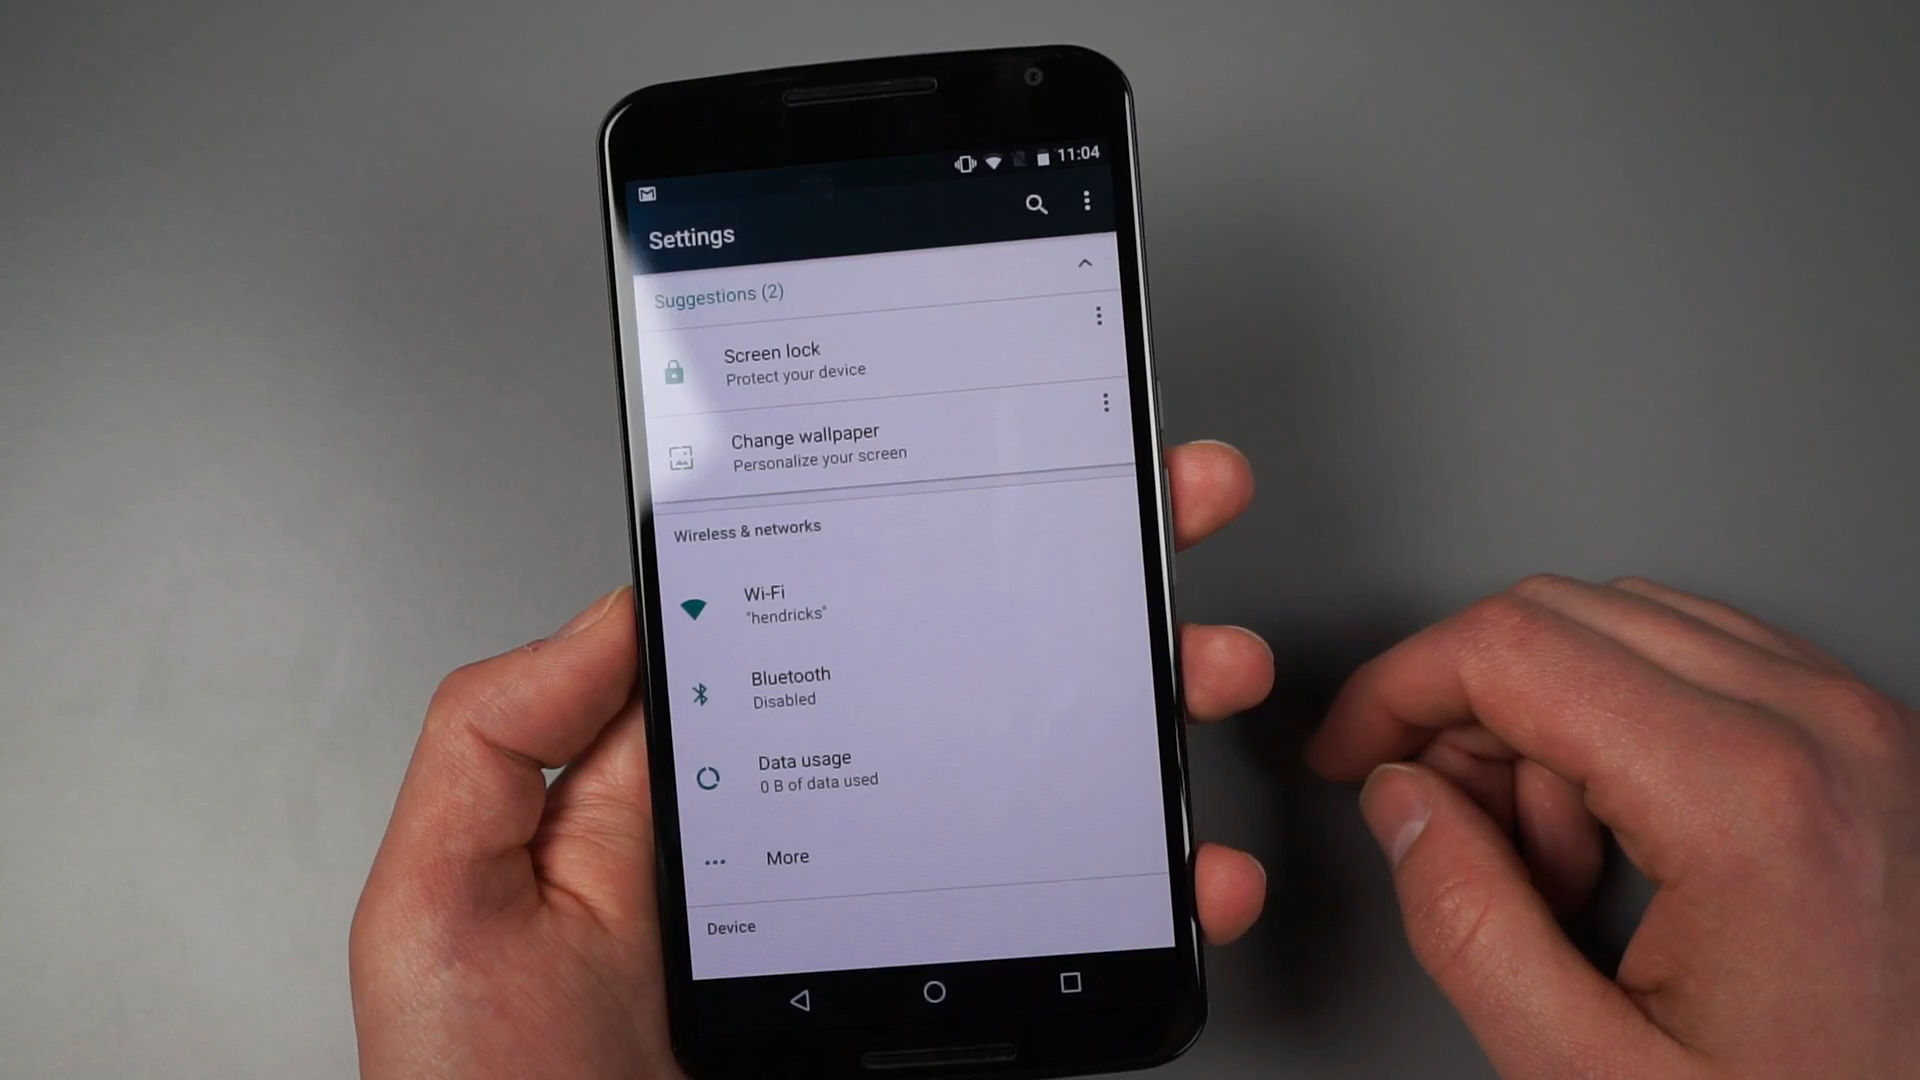 11:04
Settings
Suggestions (2)
Screen lock
Protect your device
Change wallpaper
Personalize your screen
Wireless & networks
Wi-Fi
"hendricks"
Bluetooth
Disabled
Data usage
0 B of data used
More
Device